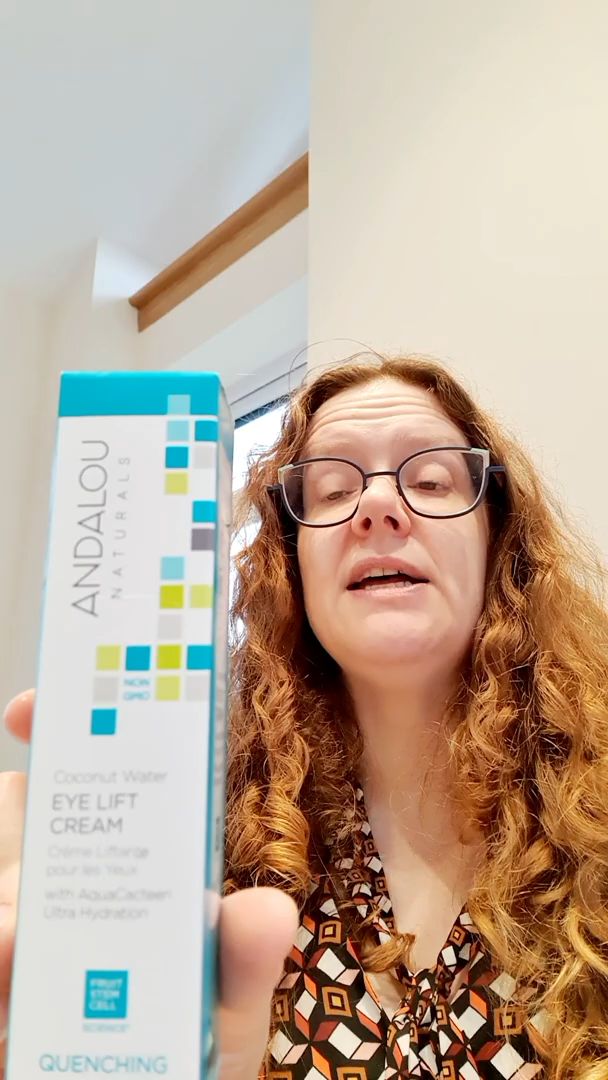 ANDALOU
NATURALS
NON
GMO
Coconut Water
EYE LIFT
CREAM
Crème Liftante
pour les Yeux
with AquaCacteen
Ultra Hydration
FRUIT
STEM
CELL
SCIENCE
QUENCHING